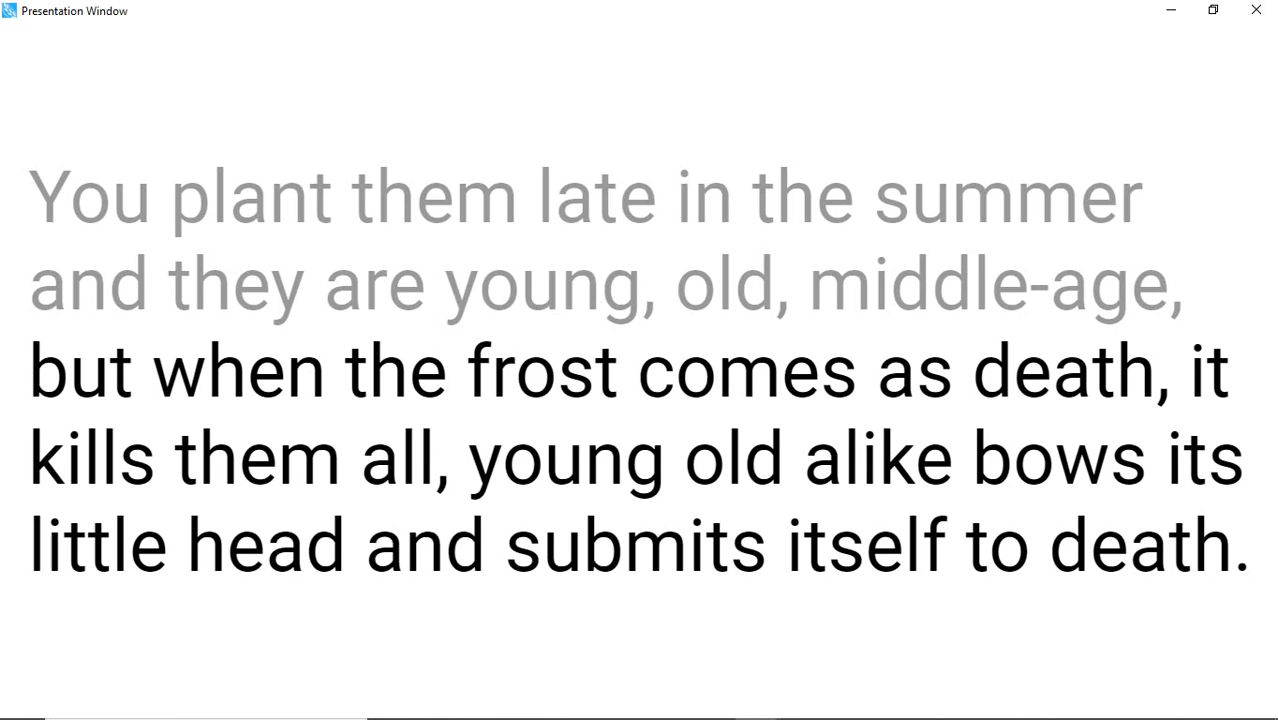 Presentation Window
You plant them late in the summer
and they are young, old, middle-age,
but when the frost comes as death, it
kills them all, young old alike bows its
little head and submits itself to death.